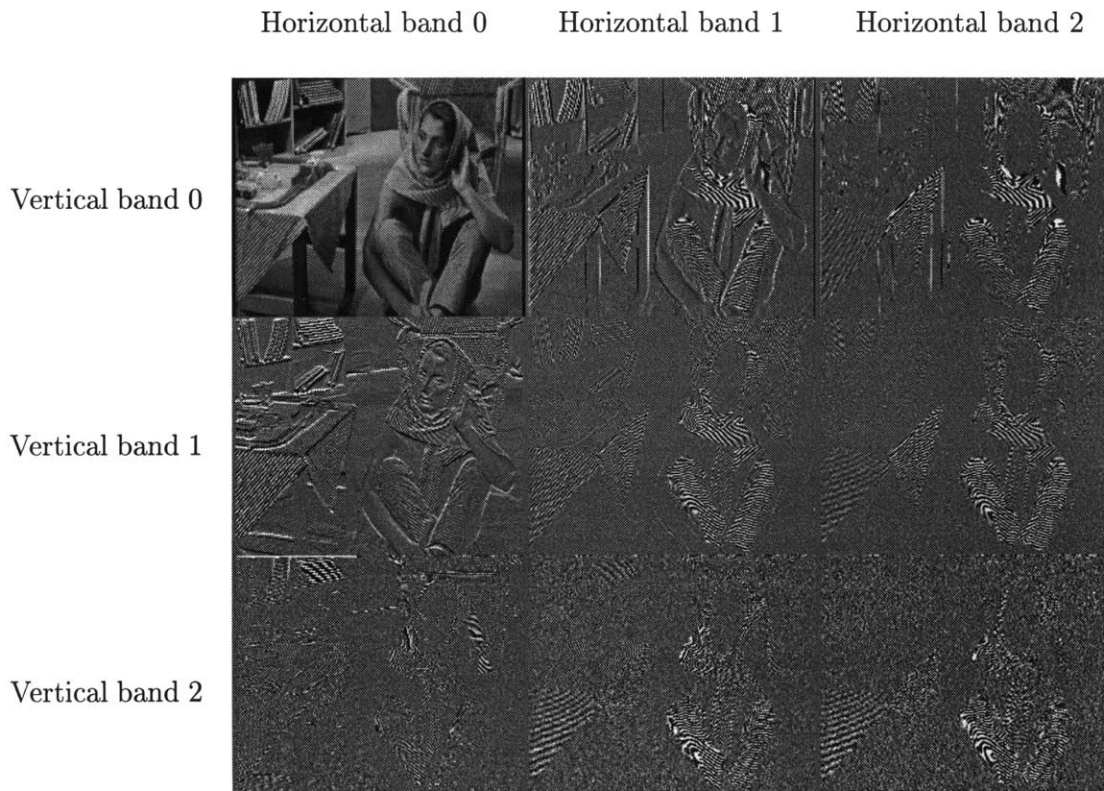 Horizontal band 0 Horizontal band 1 Horizontal band 2
Vertical band 0
Vertical band 1
Vertical band 2